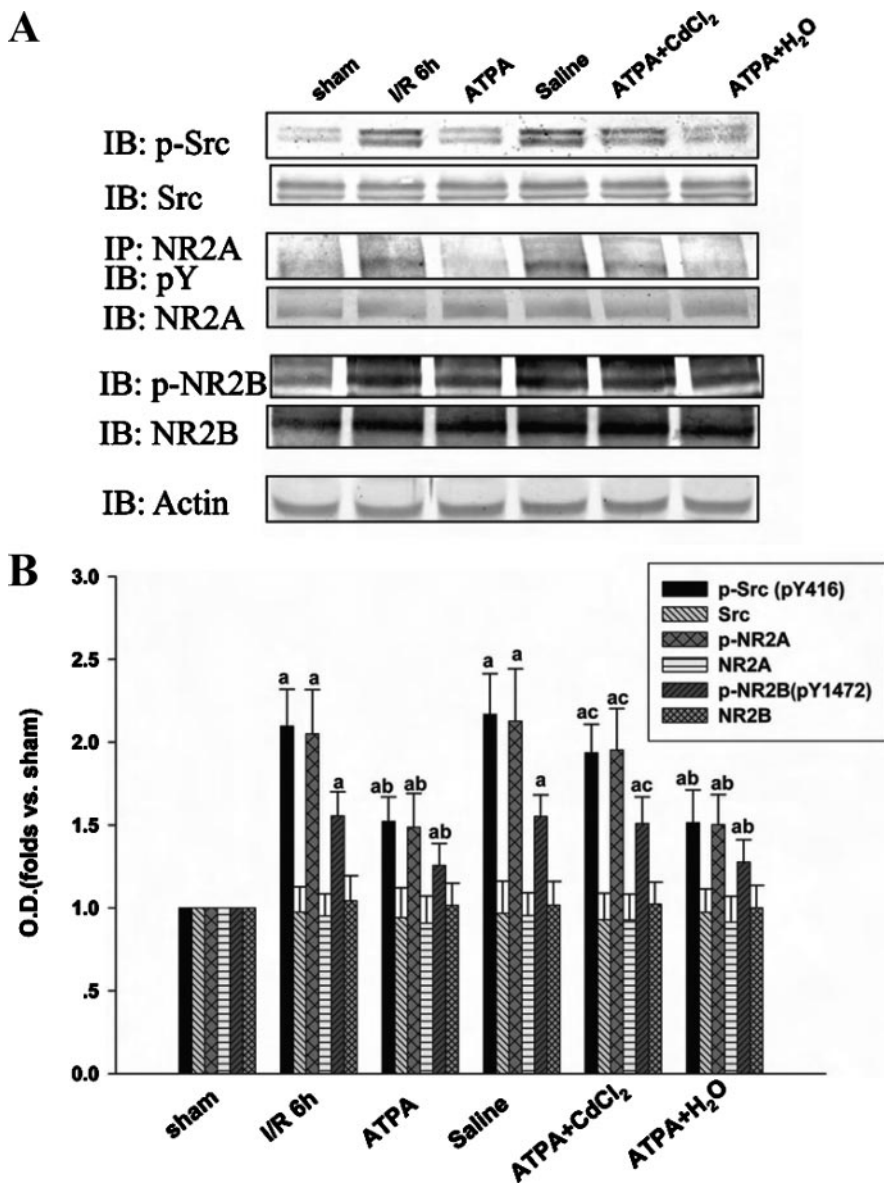 A
sham
I/R 6h
ATPA
Saline
ATPA+CdCl₂
ATPA+H₂O
IB: p-Src
IB: Src
IP: NR2A
IB: pY
IB: NR2A
IB: p-NR2B
IB: NR2B
IB: Actin
B
3.0
2.5
2.0
1.5
1.0
.5
0.0
O.D.(folds vs. sham)
p-Src (pY416)
Src
p-NR2A
NR2A
p-NR2B(pY1472)
NR2B
a a a
ab ab ab
a a a
ac ac ac
ab ab ab
sham
I/R 6h
ATPA
Saline
ATPA+CdCl₂
ATPA+H₂O